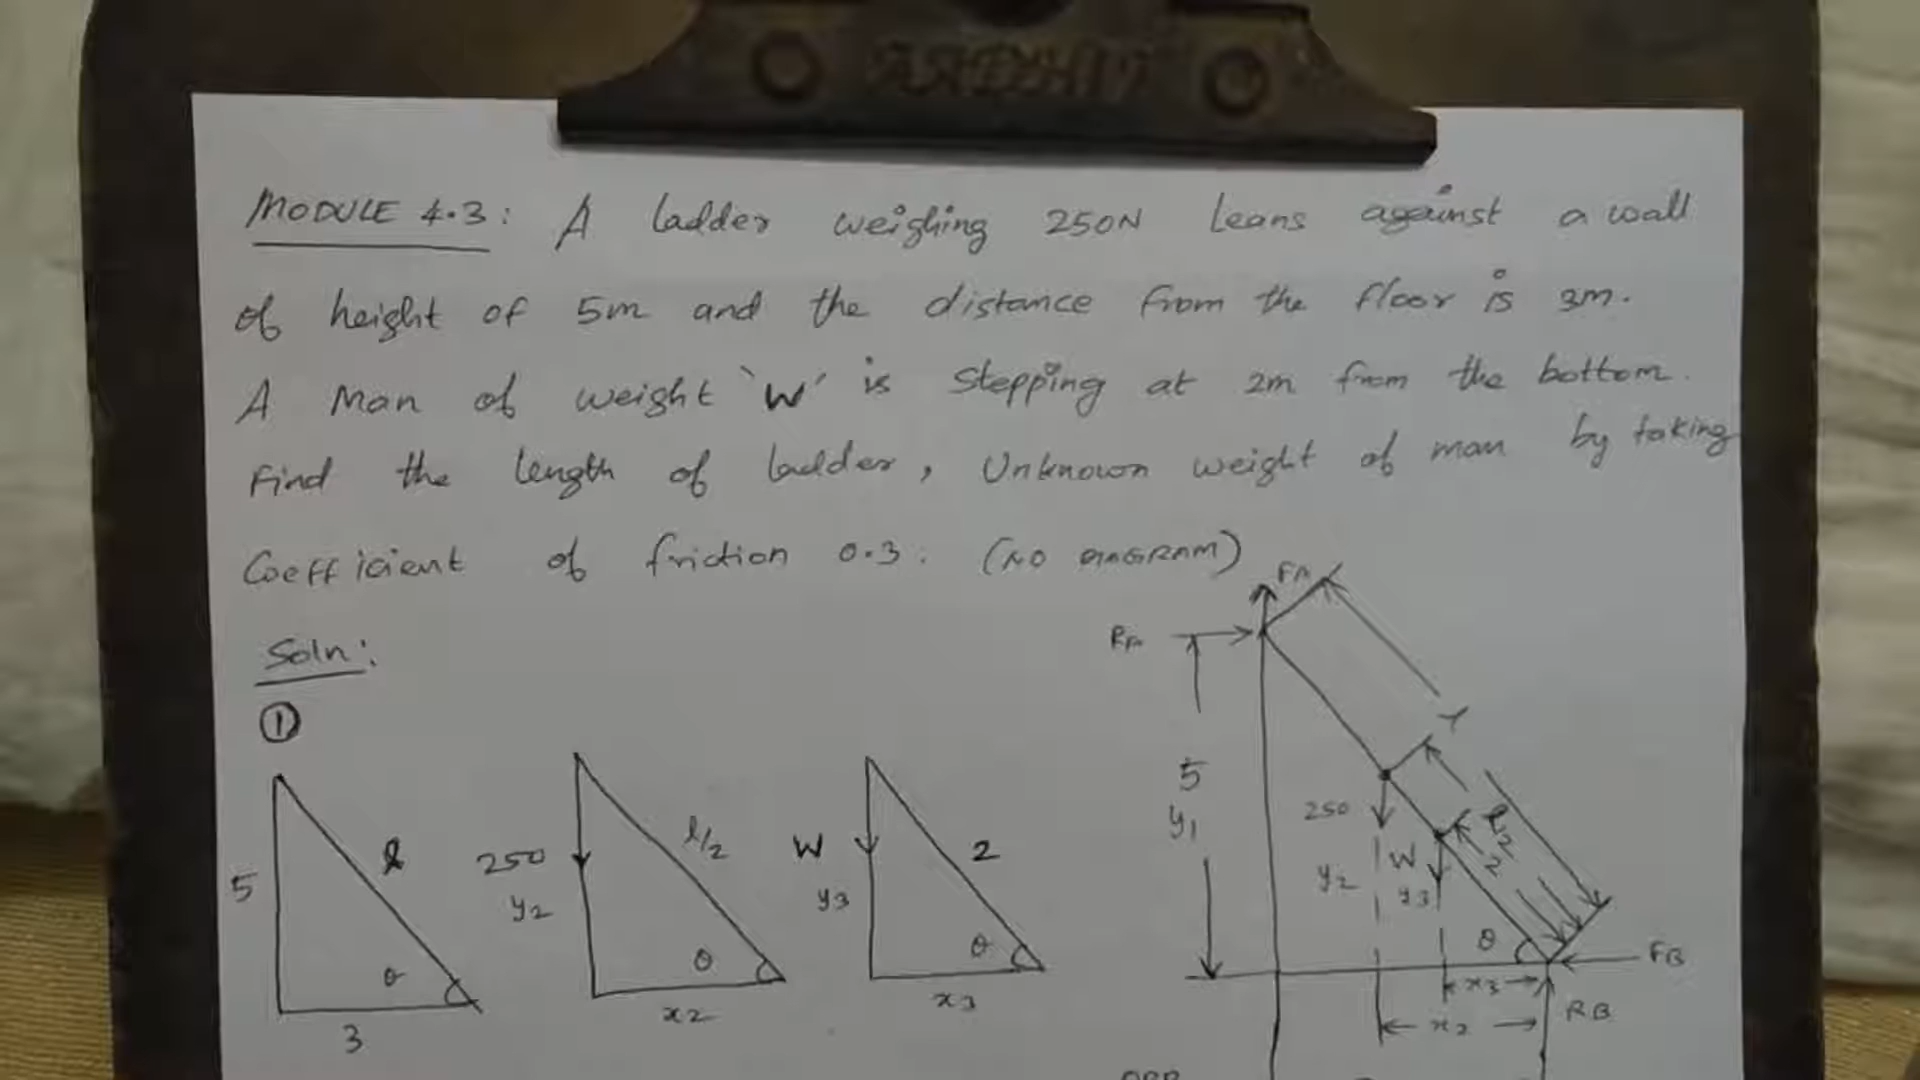 MODULE 4.3: A ladder weighing 250N Leans against a wall
of height of 5m and the distance from the floor is 3m.
A Man of weight 'W' is stepping at 2m from the bottom.
Find the length of ladder, Unknown weight of man by taking
Coefficient of friction 0.3. (NO DIAGRAM)
Soln:
①
5
l
θ
3
250
y2
l/2
θ
x2
W
y3
2
θ
x3
FA
RA
5
y1
250
y2
W
y3
l/2
2
θ
FB
x3
x2
RB